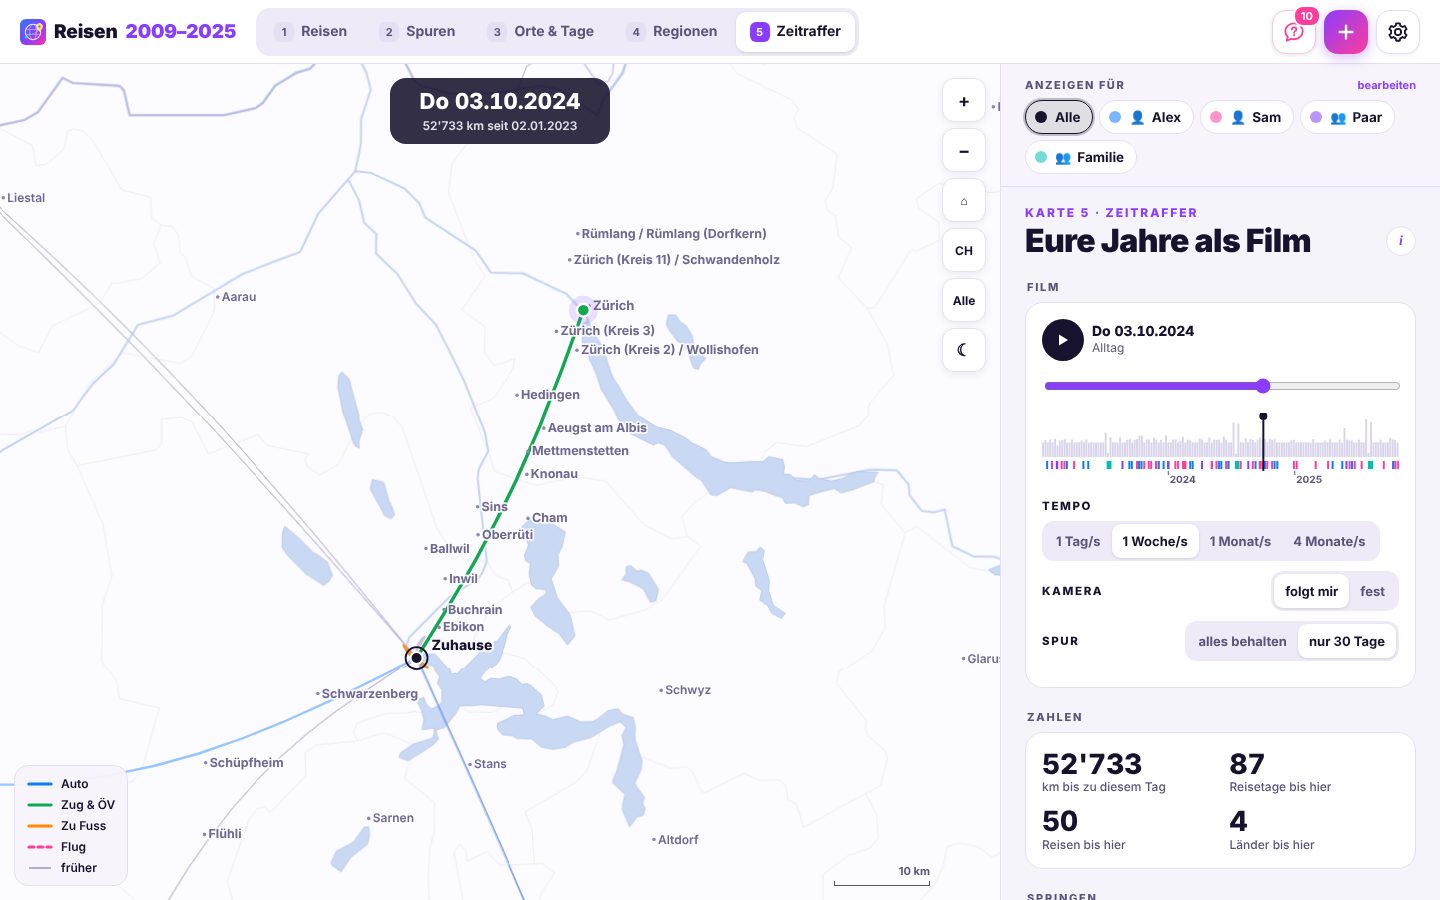 Reisen 2009–2025
1 Reisen
2 Spuren
3 Orte & Tage
4 Regionen
5 Zeitraffer
10
+
Do 03.10.2024
52'733 km seit 02.01.2023
+
−
CH
Alle
Liestal
Aarau
Rümlang / Rümlang (Dorfkern)
Zürich (Kreis 11) / Schwandenholz
Zürich
Zürich (Kreis 3)
Zürich (Kreis 2) / Wollishofen
Hedingen
Aeugst am Albis
Mettmenstetten
Knonau
Sins
Cham
Oberrüti
Ballwil
Inwil
Buchrain
Ebikon
Zuhause
Glarus
Schwarzenberg
Schwyz
Schüpfheim
Stans
Sarnen
Flühli
Altdorf
Auto
Zug & ÖV
Zu Fuss
Flug
früher
10 km
ANZEIGEN FÜR
bearbeiten
Alle
Alex
Sam
Paar
Familie
KARTE 5 · ZEITRAFFER
Eure Jahre als Film
i
FILM
Do 03.10.2024
Alltag
2024
2025
TEMPO
1 Tag/s
1 Woche/s
1 Monat/s
4 Monate/s
KAMERA
folgt mir
fest
SPUR
alles behalten
nur 30 Tage
ZAHLEN
52'733
km bis zu diesem Tag
87
Reisetage bis hier
50
Reisen bis hier
4
Länder bis hier
SPRINGEN